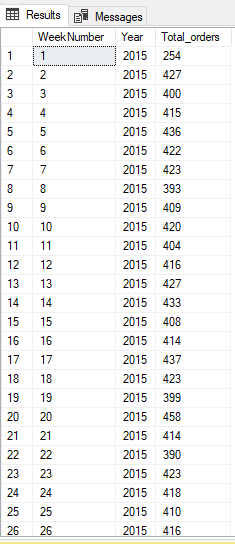 Results Messages
WeekNumber Year Total_orders
1 1 2015 254
2 2 2015 427
3 3 2015 400
4 4 2015 415
5 5 2015 436
6 6 2015 422
7 7 2015 423
8 8 2015 393
9 9 2015 409
10 10 2015 420
11 11 2015 404
12 12 2015 416
13 13 2015 427
14 14 2015 433
15 15 2015 408
16 16 2015 414
17 17 2015 437
18 18 2015 423
19 19 2015 399
20 20 2015 458
21 21 2015 414
22 22 2015 390
23 23 2015 423
24 24 2015 418
25 25 2015 410
26 26 2015 416